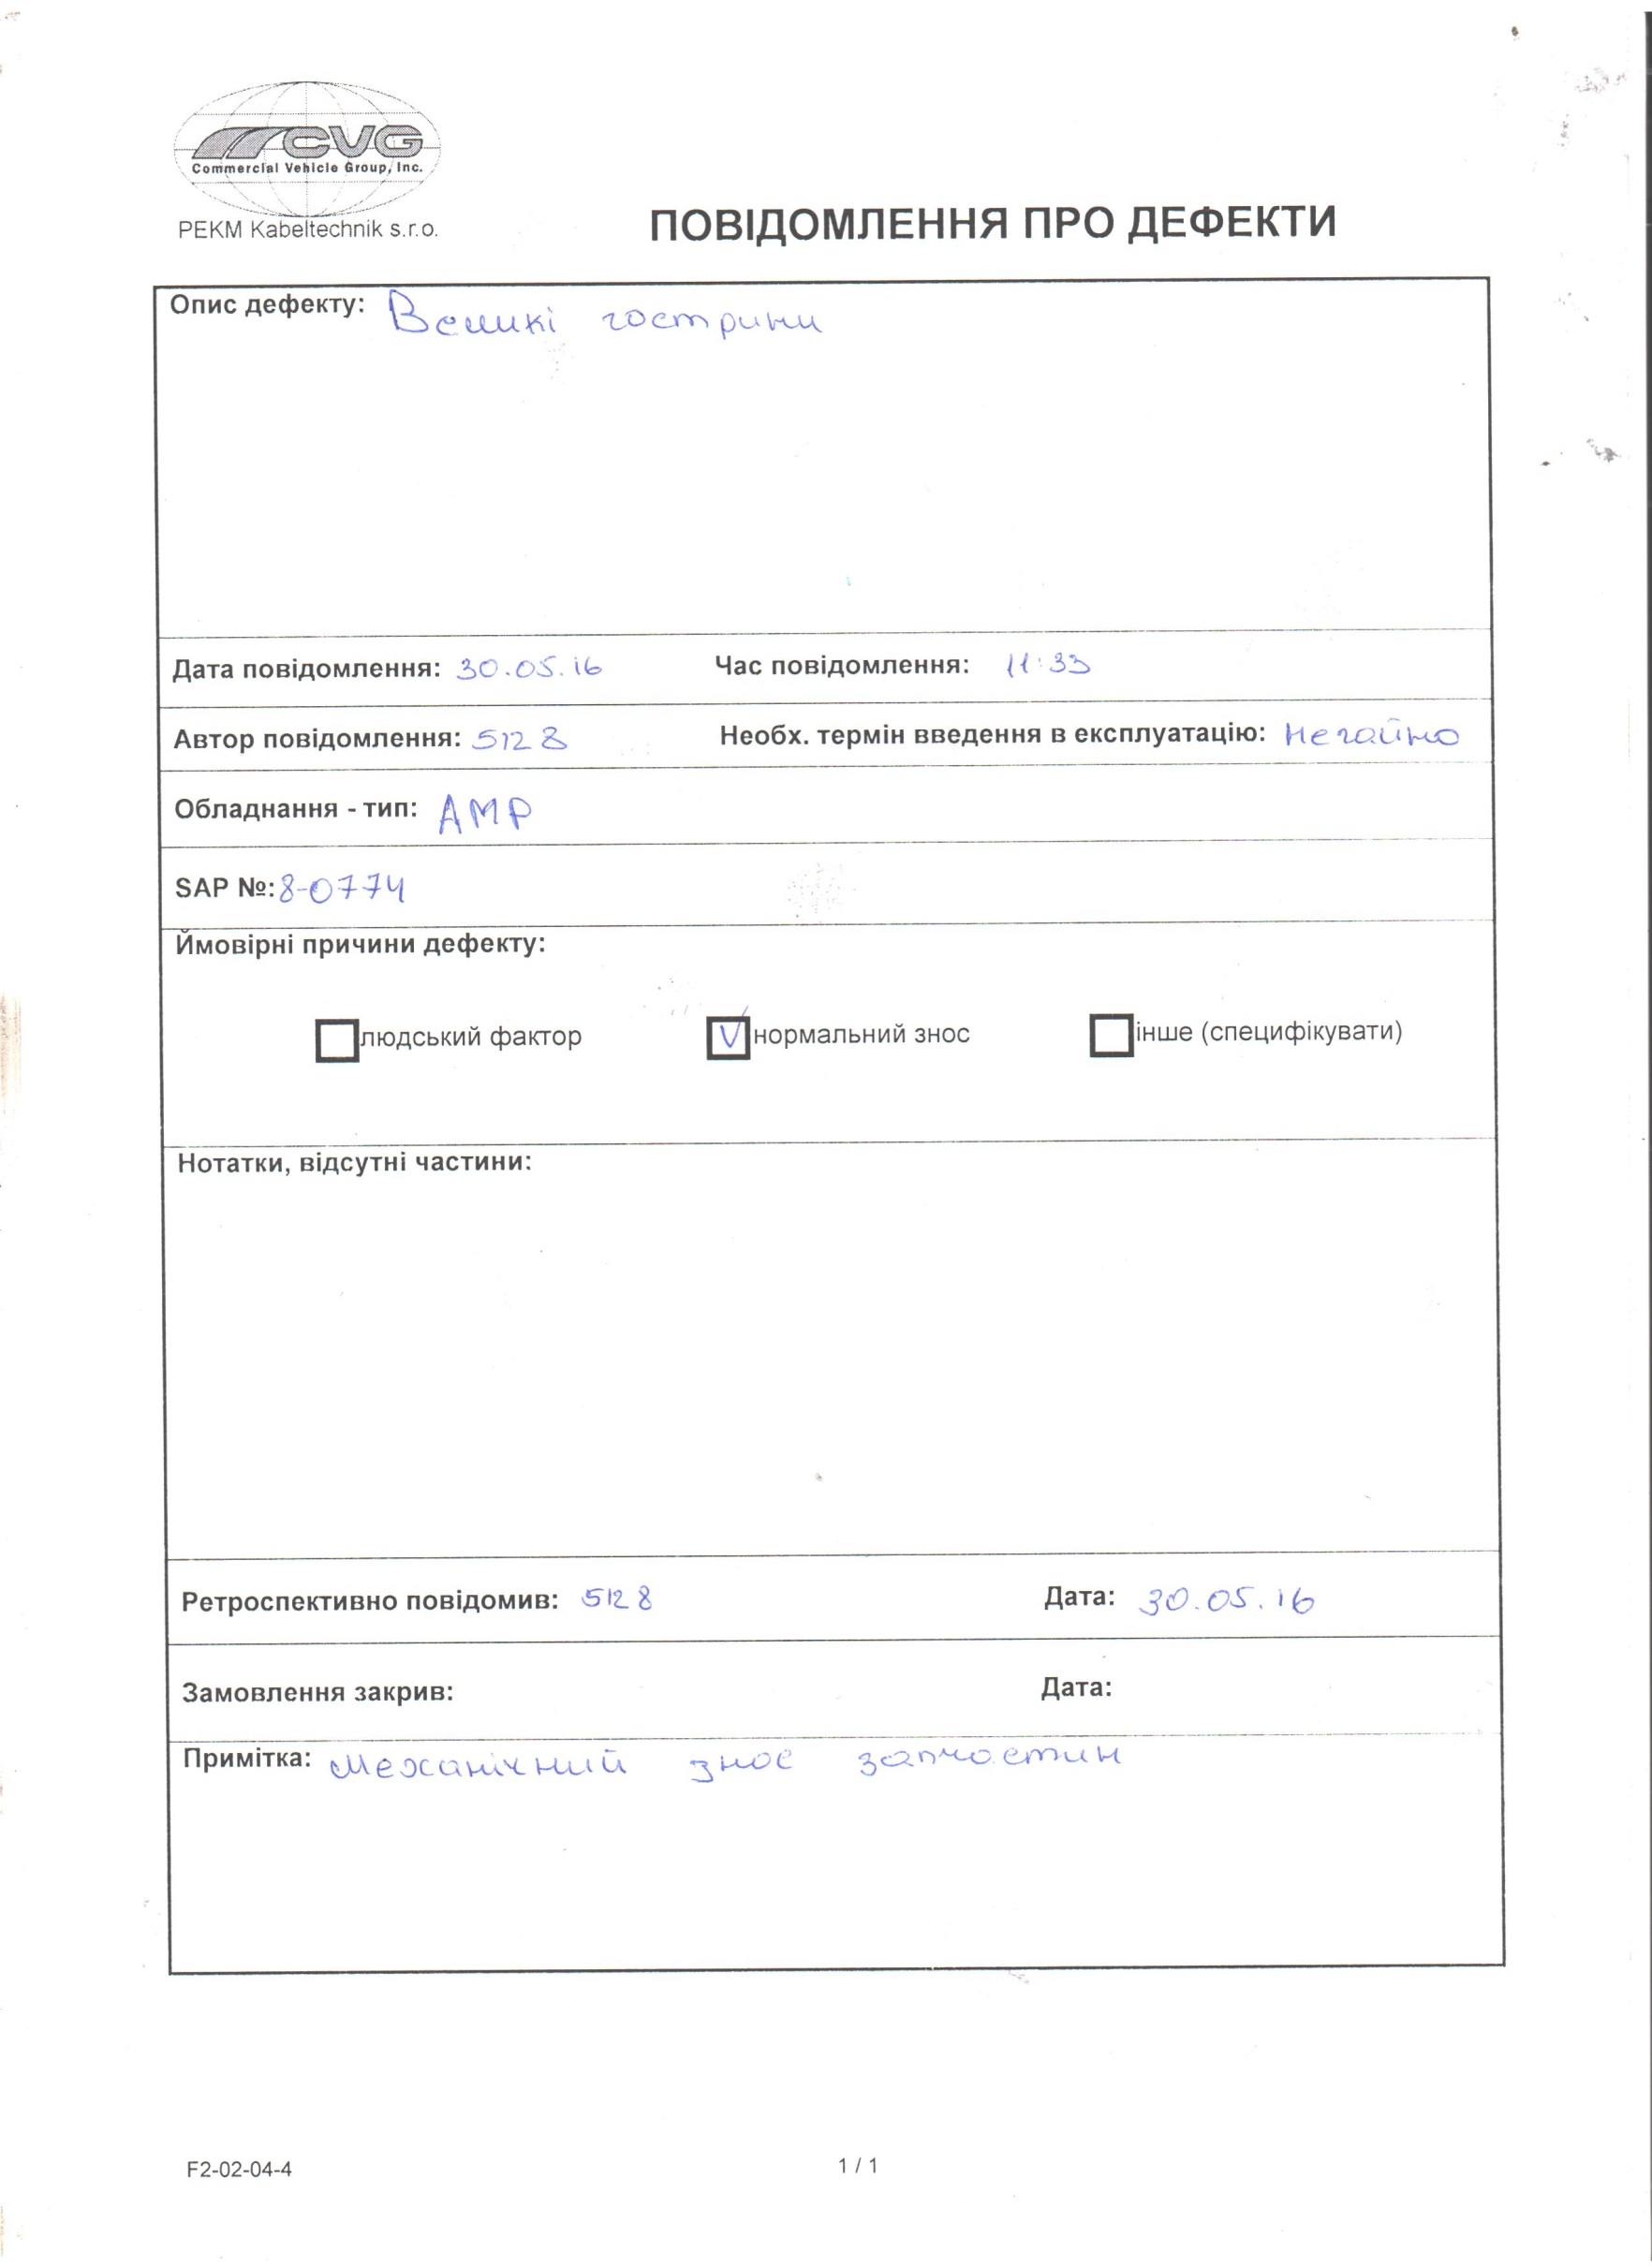 CVG
Commercial Vehicle Group, Inc.
PEKM Kabeltechnik s.r.o.
ПОВІДОМЛЕННЯ ПРО ДЕФЕКТИ
Опис дефекту: Великі гострини
Дата повідомлення: 30.05.16 Час повідомлення: 11:33
Автор повідомлення: 5128 Необх. термін введення в експлуатацію: Негайно
Обладнання - тип: АМР
SAP №: 8-0774
Ймовірні причини дефекту:
людський фактор V нормальний знос інше (специфікувати)
Нотатки, відсутні частини:
Ретроспективно повідомив: 5128 Дата: 30.05.16
Замовлення закрив: Дата:
Примітка: Механічний знос запчастин
F2-02-04-4 1 / 1